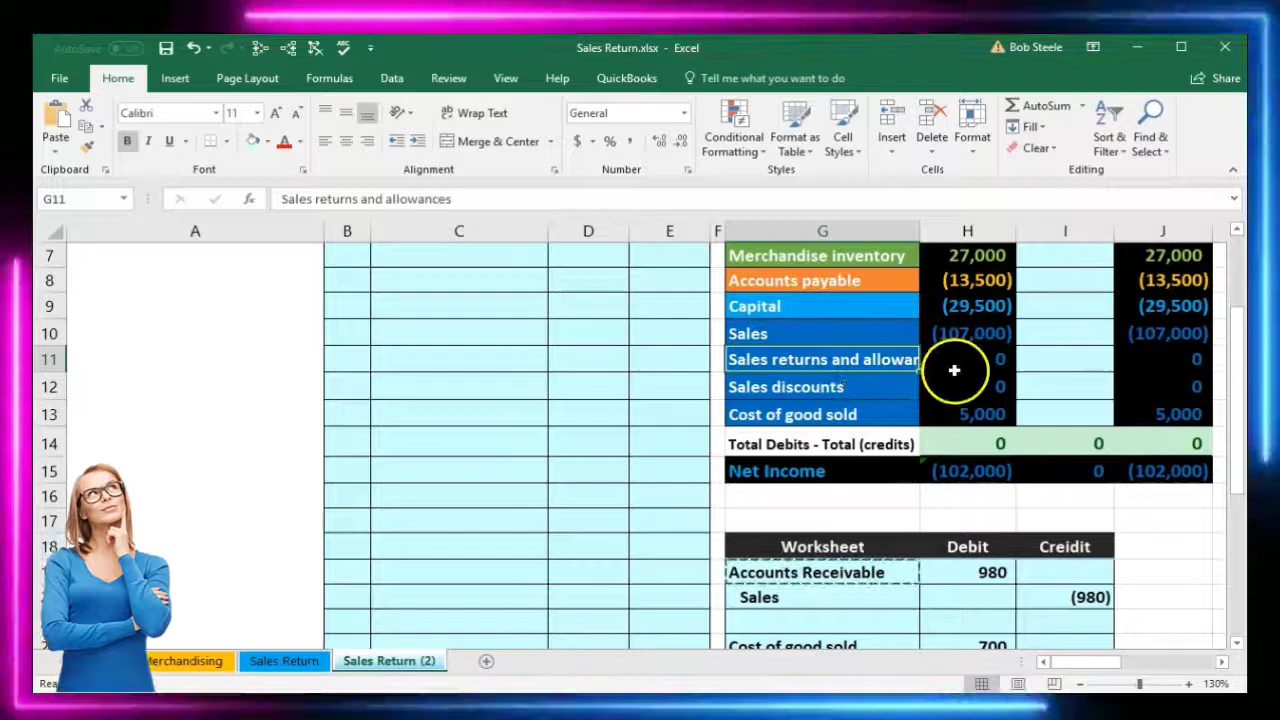 AutoSave Off
Sales Return.xlsx - Excel
Bob Steele
File Home Insert Page Layout Formulas Data Review View Help QuickBooks Tell me what you want to do Share
Paste
Clipboard
Calibri 11
B I U
Font
Wrap Text
Merge & Center
Alignment
General
$ % ,
Number
Conditional Formatting
Format as Table
Cell Styles
Styles
Insert Delete Format
Cells
AutoSum
Fill
Clear
Sort & Filter
Find & Select
Editing
G11 fx Sales returns and allowances
A B C D E F G H I J
7 Merchandise inventory 27,000 27,000
8 Accounts payable (13,500) (13,500)
9 Capital (29,500) (29,500)
10 Sales (107,000) (107,000)
11 Sales returns and allowar 0 0
12 Sales discounts 0 0
13 Cost of good sold 5,000 5,000
14 Total Debits - Total (credits) 0 0 0
15 Net Income (102,000) 0 (102,000)
16
17
18 Worksheet Debit Creidit
Accounts Receivable 980
Sales (980)
Cost of good sold 700
Merchandising Sales Return Sales Return (2)
130%